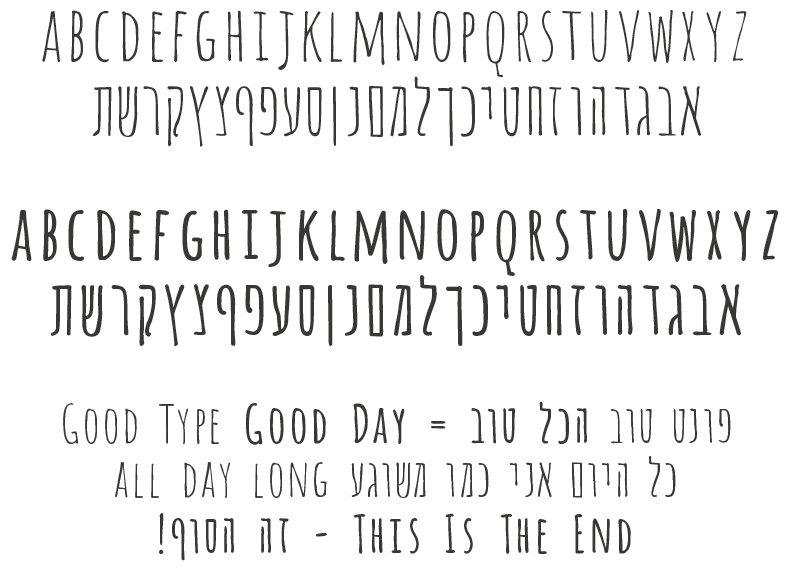 ABCDEFGHIJKLMNOPQRSTUVWXYZ
אבגדהוזחטיכךלמםנןסעפףצץקרשת
ABCDEFGHIJKLMNOPQRSTUVWXYZ
אבגדהוזחטיכךלמםנןסעפףצץקרשת
Good Type Good Day = פונט טוב הכל טוב
all day long כל היום אני כמו משוגע
This Is The End - זה הסוף!